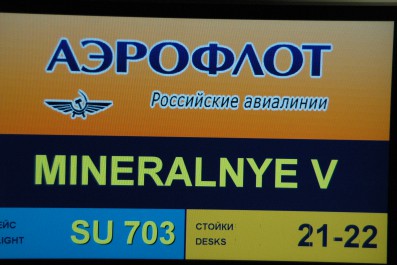 АЭРОФЛОТ
Российские авиалинии
MINERALNYE V
ЕЙС
LIGHT
SU 703
СТОЙКИ
DESKS
21-22